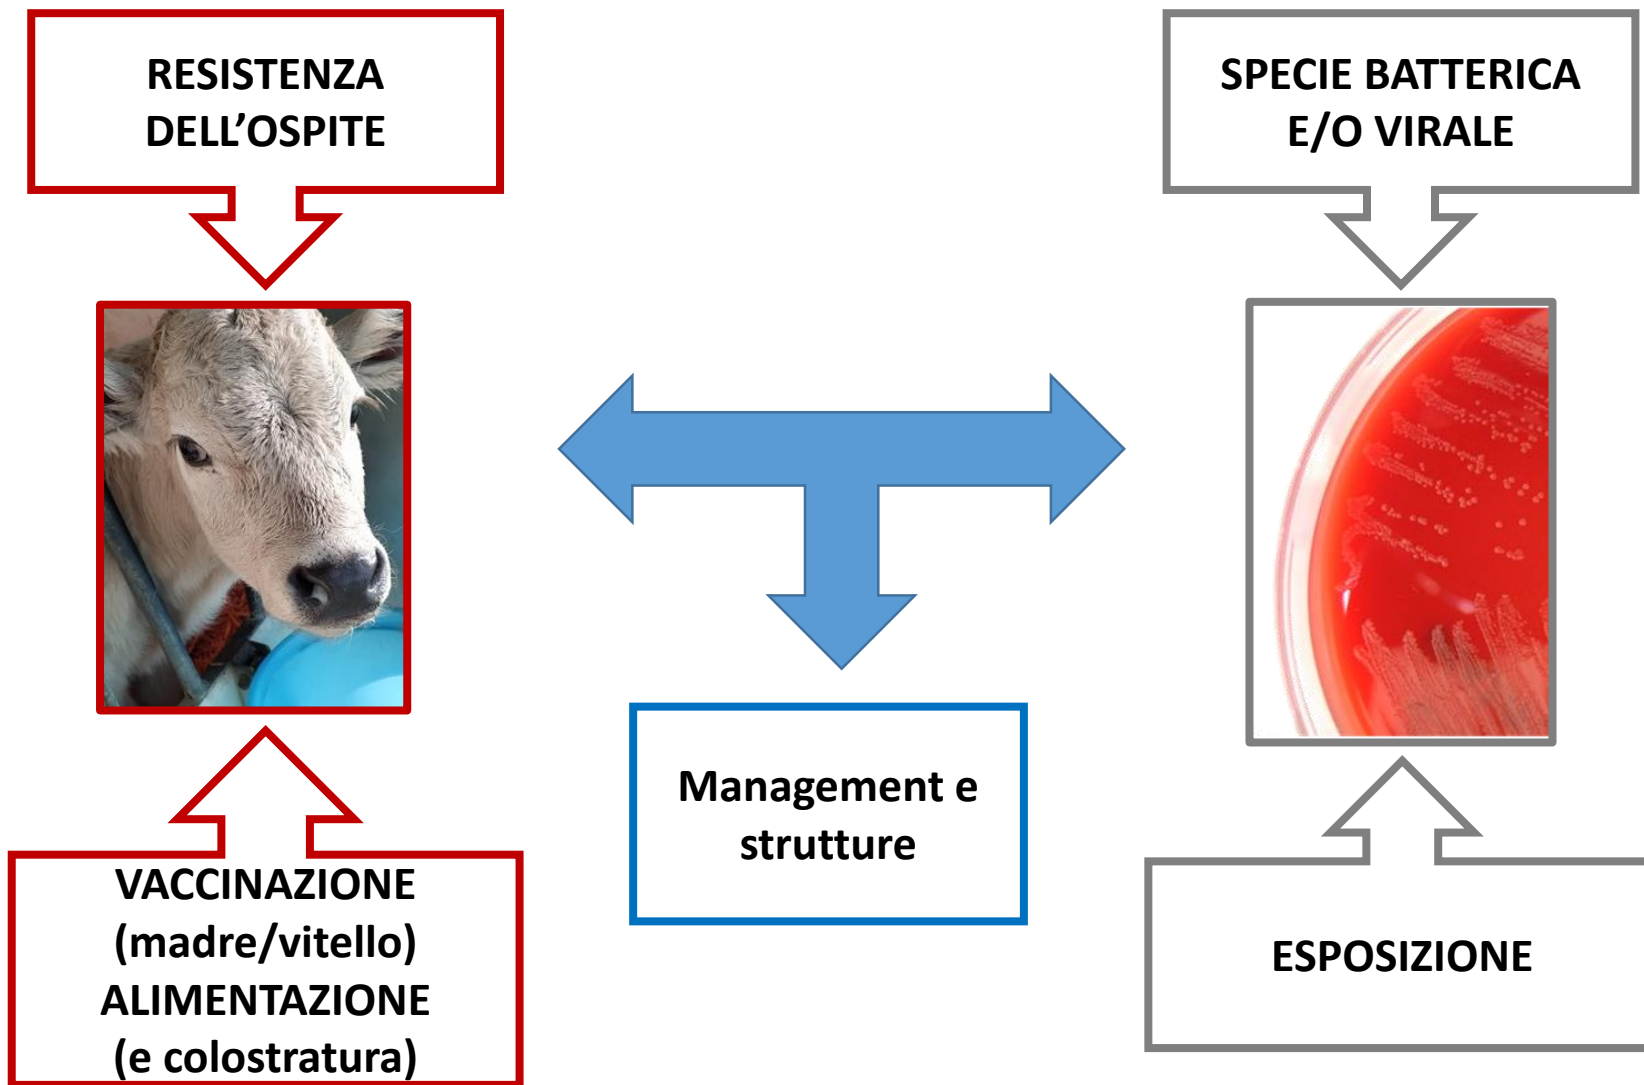 RESISTENZA
DELL’OSPITE
SPECIE BATTERICA
E/O VIRALE
Management e
strutture
VACCINAZIONE
(madre/vitello)
ALIMENTAZIONE
(e colostratura)
ESPOSIZIONE